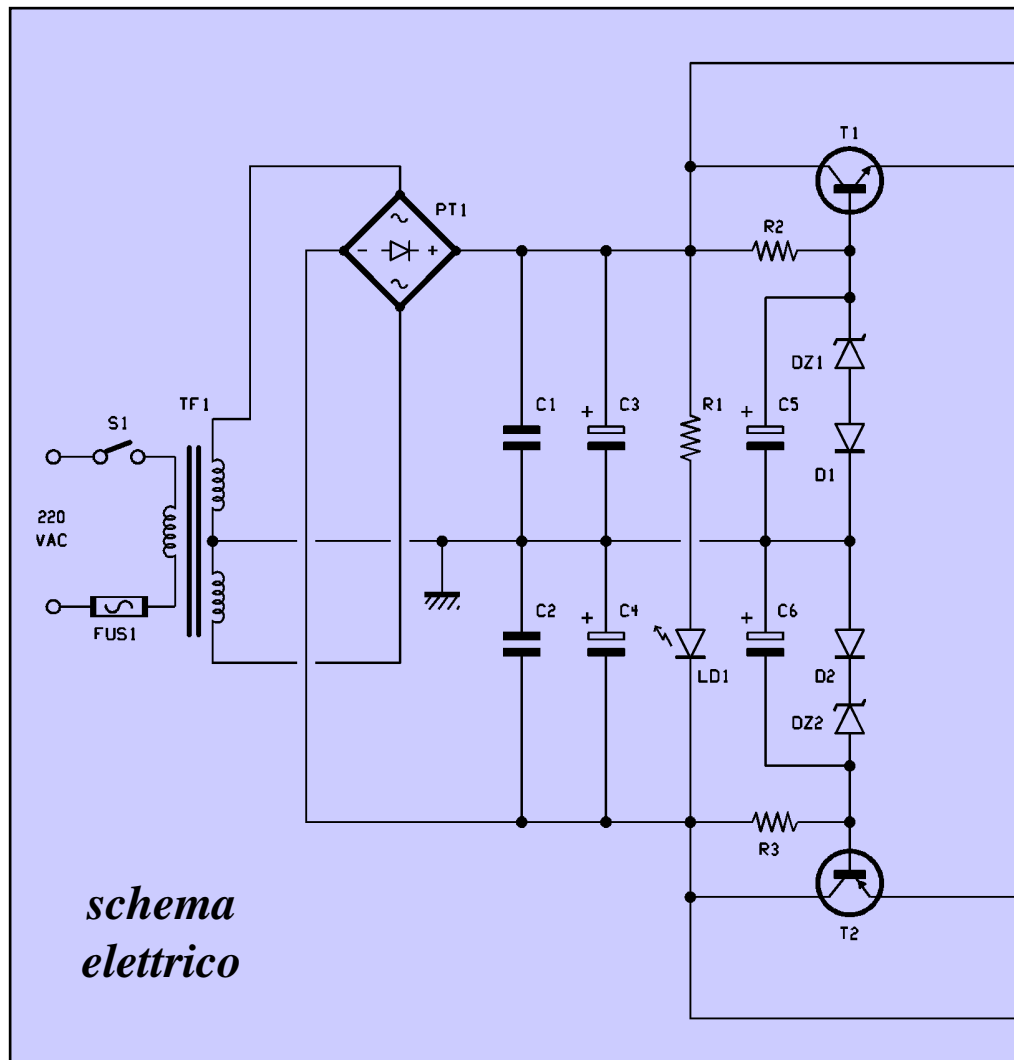 T1
PT1
R2
DZ1
TF1
S1
C1
+
C3
R1
+
C5
D1
220
VAC
FUS1
C2
+
C4
LD1
+
C6
D2
DZ2
R3
T2
- +
schema
elettrico